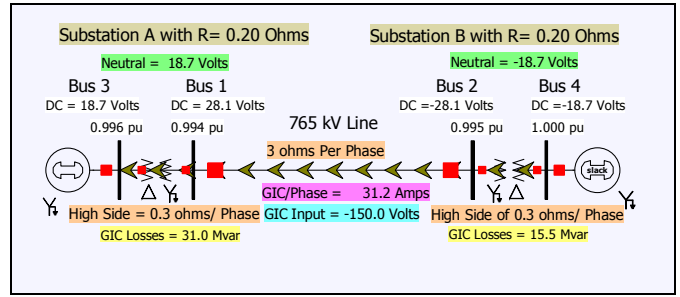 Substation A with R= 0.20 Ohms
Substation B with R= 0.20 Ohms
Neutral = 18.7 Volts
Neutral = -18.7 Volts
Bus 3
Bus 1
Bus 2
Bus 4
DC = 18.7 Volts
DC = 28.1 Volts
DC =-28.1 Volts
DC =-18.7 Volts
0.996 pu
0.994 pu
765 kV Line
0.995 pu
1.000 pu
3 ohms Per Phase
slack
GIC/Phase = 31.2 Amps
High Side = 0.3 ohms/ Phase
GIC Input = -150.0 Volts
High Side of 0.3 ohms/ Phase
GIC Losses = 31.0 Mvar
GIC Losses = 15.5 Mvar